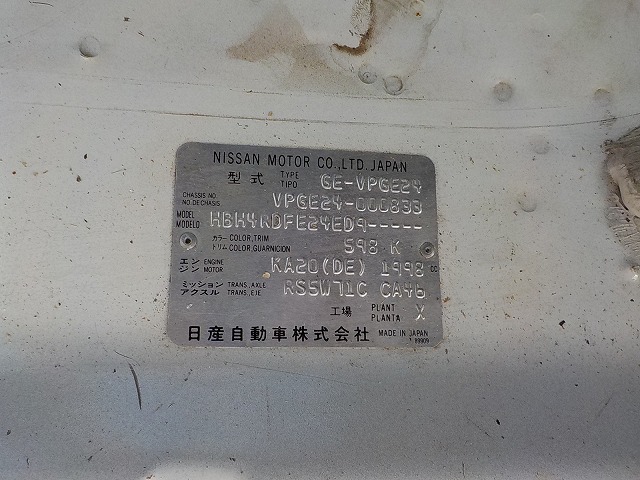 NISSAN MOTOR CO.,LTD. JAPAN
型式 TYPE TIPO GE-VPGE24
CHASSIS NO. NO.DE CHASIS VPGE24-000833
MODEL MODELO HBH4RDFE24ED9-----
カラー COLOR,TRIM
トリム COLOR,GUARNICION 598 K
エンジン ENGINE MOTOR KA20(DE) 1998 cc
ミッション TRANS.,AXLE
アクスル TRANS.,EJE RS5W71C CA46
工場 PLANT PLANTA X
日産自動車株式会社 MADE IN JAPAN